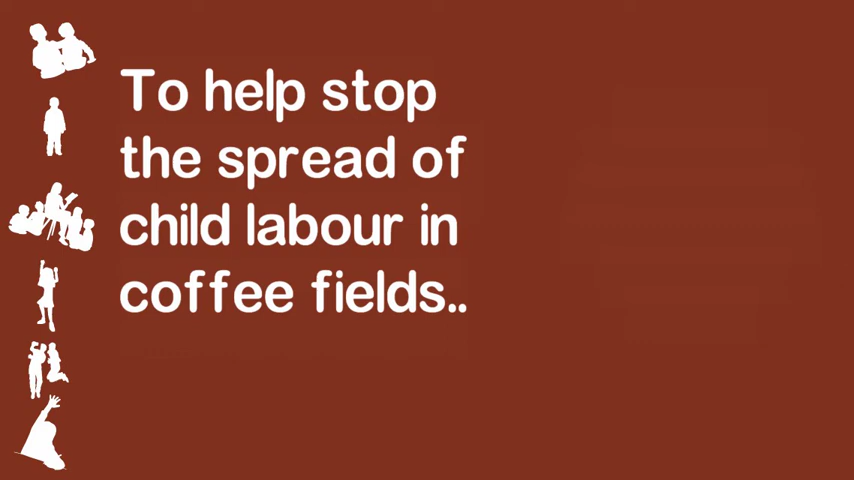 To help stop
the spread of
child labour in
coffee fields..